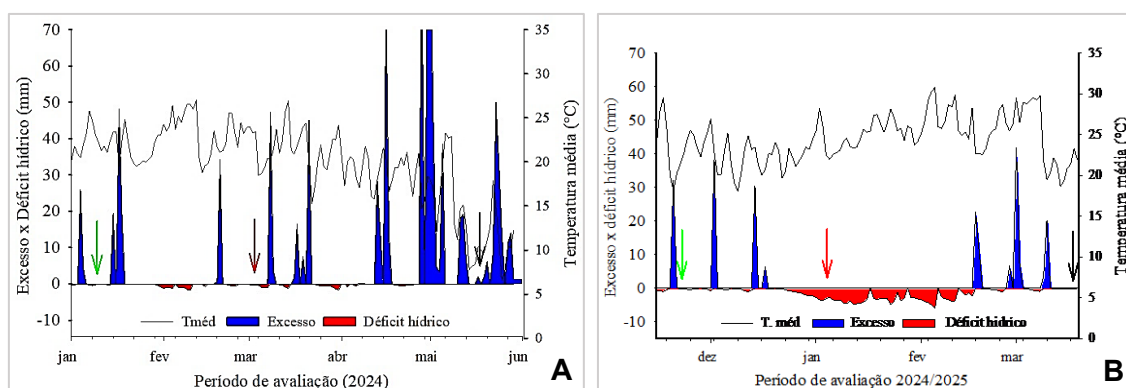 70
60
50
40
30
20
10
0
-10
Excesso x Déficit hídrico (mm)
35
30
25
20
15
10
5
0
Temperatura média (°C)
Tméd Excesso Déficit hídrico
jan fev mar abr mai jun
Período de avaliação (2024)
A
70
60
50
40
30
20
10
0
-10
Excesso x déficit hídrico (mm)
35
30
25
20
15
10
5
0
Temperatura média(ºC)
T. méd Excesso Déficit hídrico
dez jan fev mar
Período de avaliação 2024/2025
B